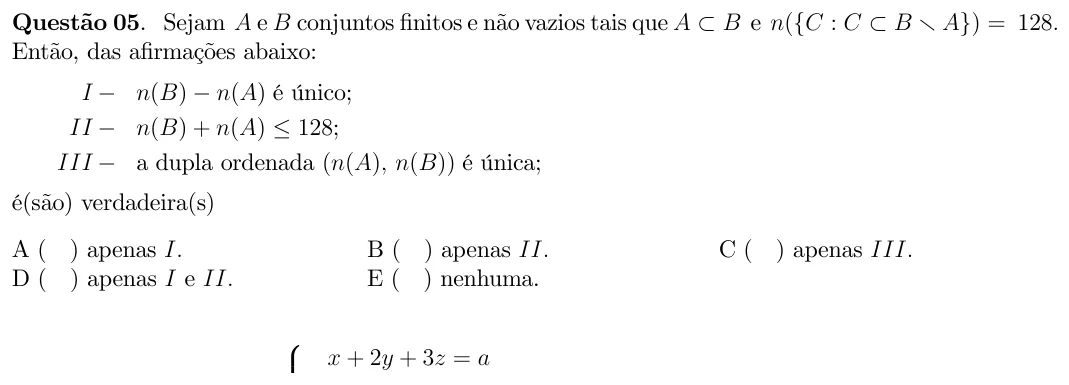 Questão 05. Sejam A e B conjuntos finitos e não vazios tais que A ⊂ B e n({C : C ⊂ B ∖ A}) = 128.
Então, das afirmações abaixo:
I – n(B) − n(A) é único;
II – n(B) + n(A) ≤ 128;
III – a dupla ordenada (n(A), n(B)) é única;
é(são) verdadeira(s)
A ( ) apenas I. B ( ) apenas II. C ( ) apenas III.
D ( ) apenas I e II. E ( ) nenhuma.
x + 2y + 3z = a